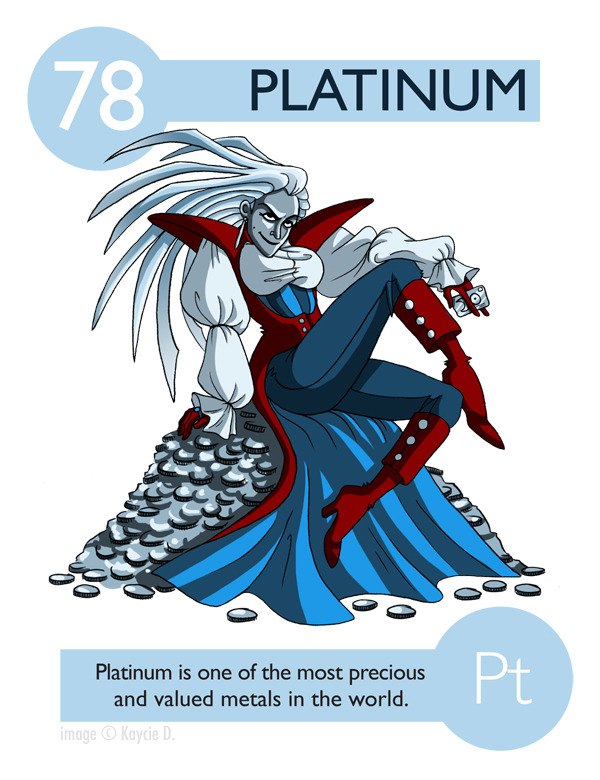 78
PLATINUM
Platinum is one of the most precious
and valued metals in the world.
Pt
image © Kaycie D.